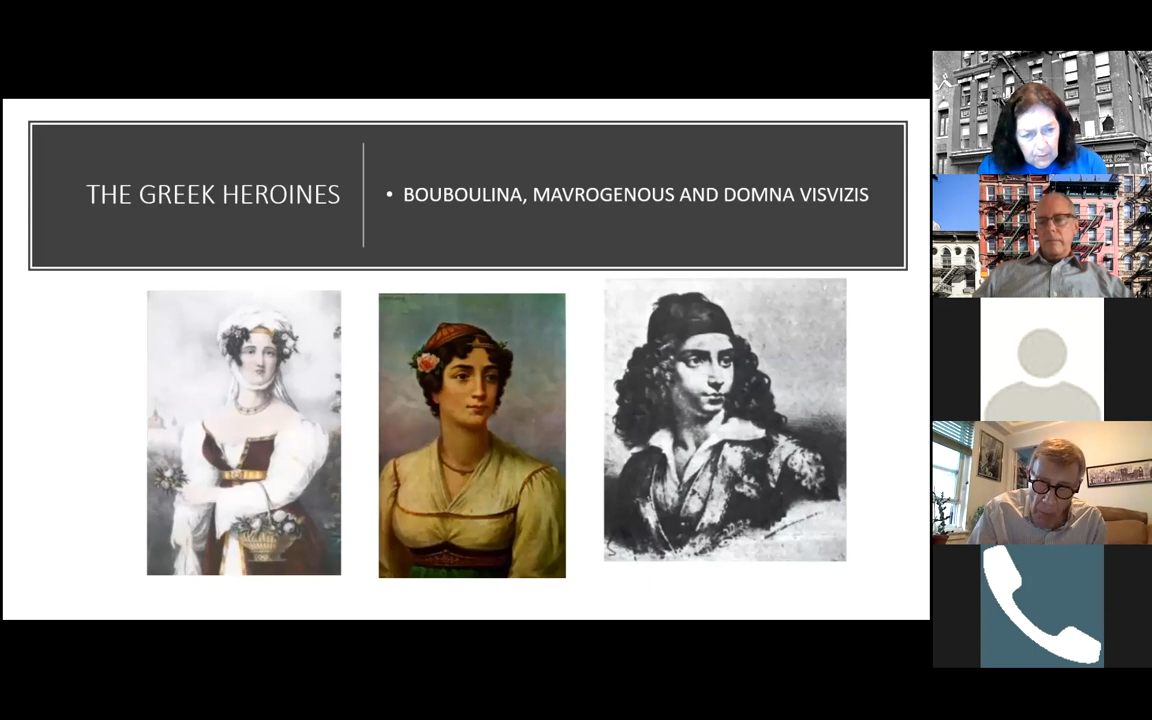 THE GREEK HEROINES
• BOUBOULINA, MAVROGENOUS AND DOMNA VISVIZIS